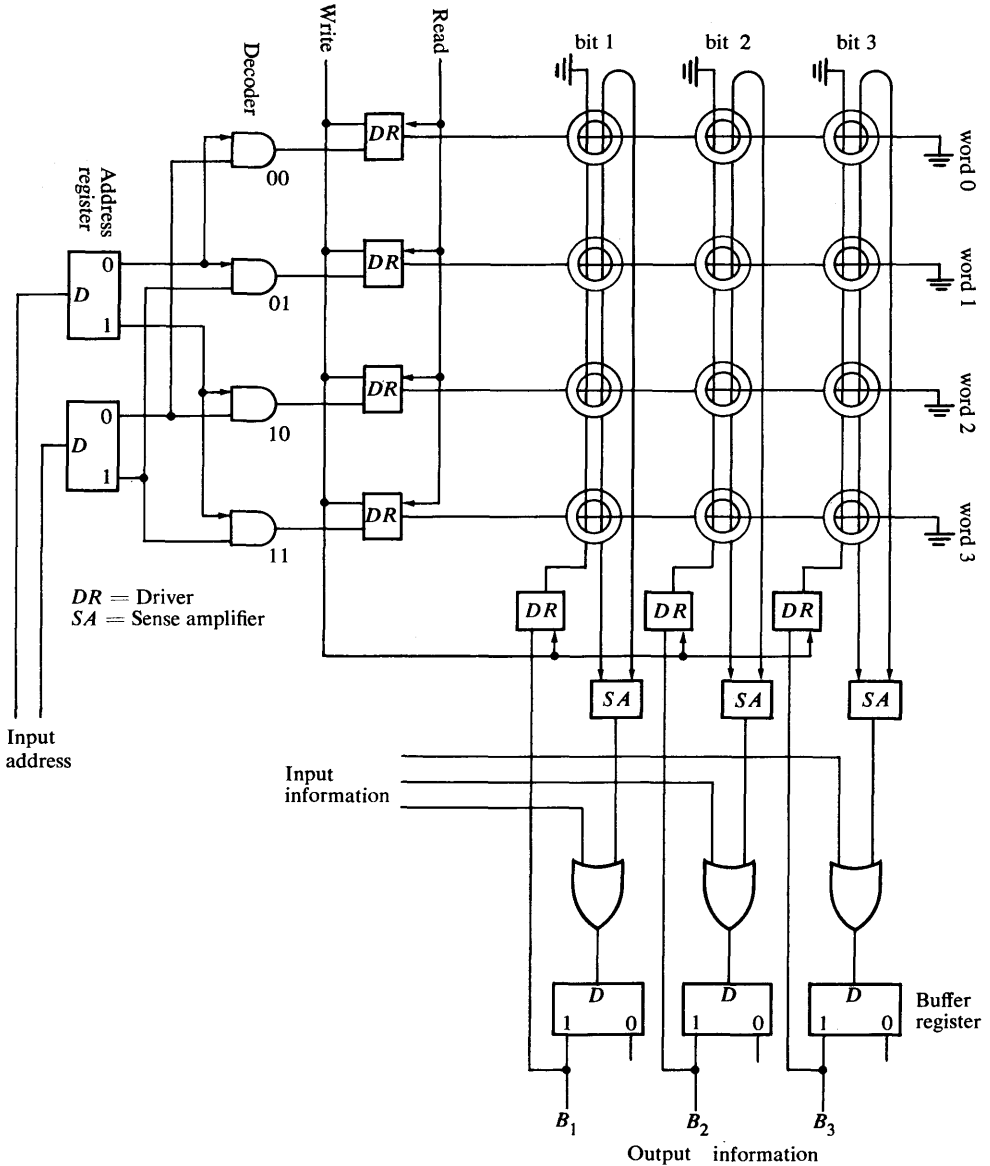 Write
Read
Decoder
bit 1
bit 2
bit 3
DR
word 0
00
Address
register
0
D
1
DR
word 1
01
0
D
1
DR
word 2
10
DR
word 3
11
DR = Driver
SA = Sense amplifier
DR
DR
DR
SA
SA
SA
Input
address
Input
information
D
1
0
D
1
0
D
1
0
Buffer
register
B1
B2
B3
Output information